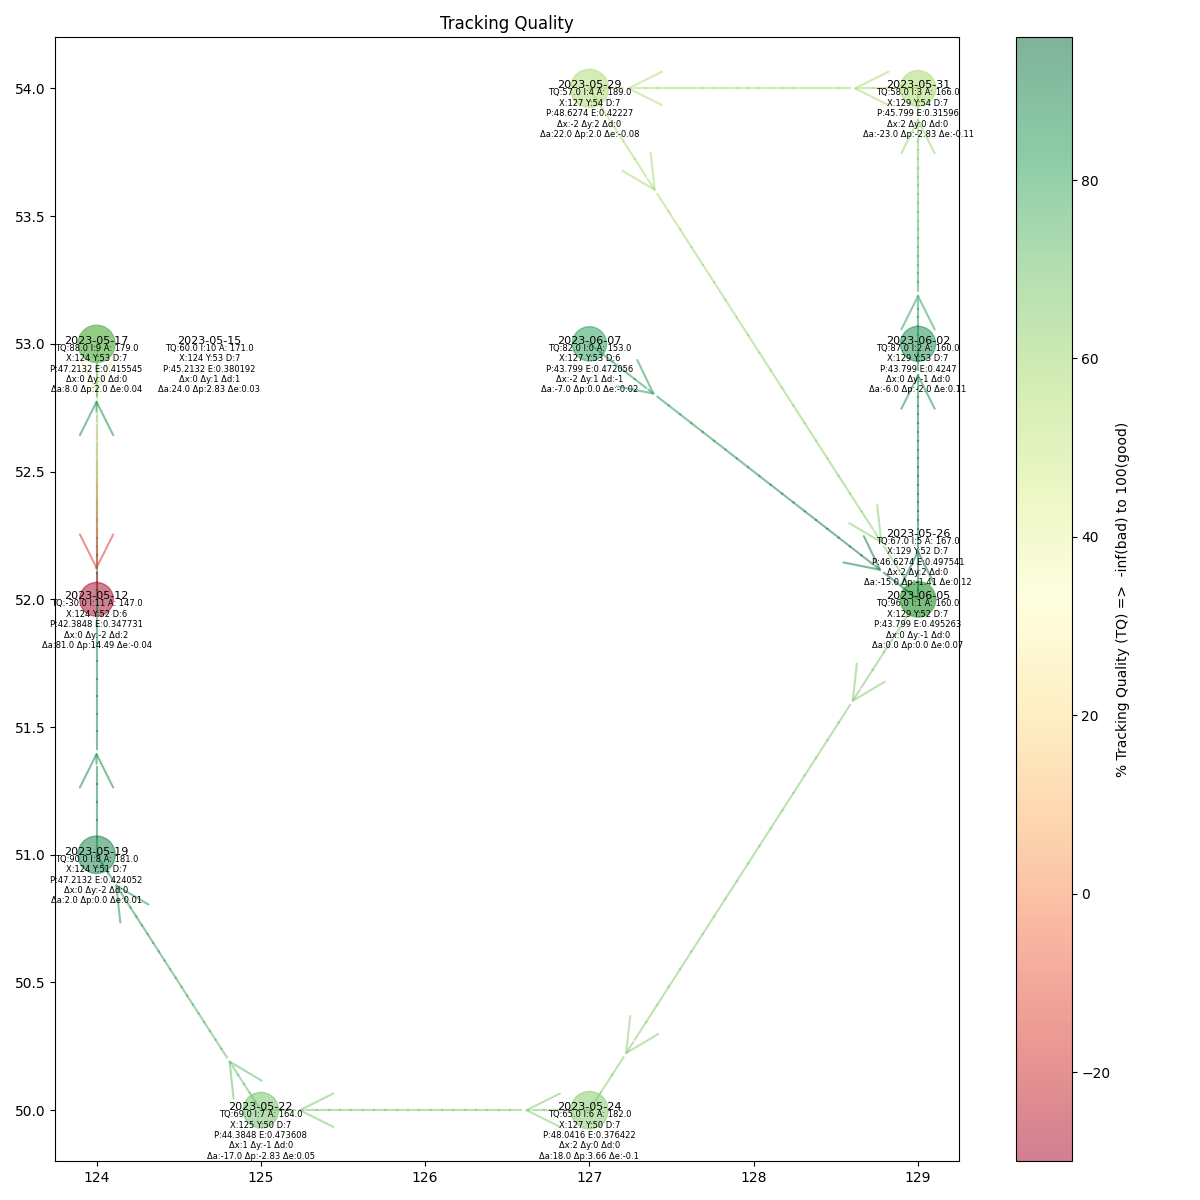 Tracking Quality
54.0
53.5
53.0
52.5
52.0
51.5
51.0
50.5
50.0
124
125
126
127
128
129
2023-05-29
TQ:57.0 I:4 A: 189.0
X:127 Y:54 D:7
P:48.6274 E:0.42227
Δx:-2 Δy:2 Δd:0
Δa:22.0 Δp:2.0 Δe:-0.08
2023-05-31
TQ:58.0 I:3 A: 166.0
X:129 Y:54 D:7
P:45.799 E:0.31596
Δx:2 Δy:0 Δd:0
Δa:-23.0 Δp:-2.83 Δe:-0.11
2023-05-17
TQ:88.0 I:9 A: 179.0
X:124 Y:53 D:7
P:47.2132 E:0.415545
Δx:0 Δy:0 Δd:0
Δa:8.0 Δp:2.0 Δe:0.04
2023-05-15
TQ:60.0 I:10 A: 171.0
X:124 Y:53 D:7
P:45.2132 E:0.380192
Δx:0 Δy:1 Δd:1
Δa:24.0 Δp:2.83 Δe:0.03
2023-06-07
TQ:82.0 I:0 A: 153.0
X:127 Y:53 D:6
P:43.799 E:0.472056
Δx:-2 Δy:1 Δd:-1
Δa:-7.0 Δp:0.0 Δe:-0.02
2023-06-02
TQ:87.0 I:2 A: 160.0
X:129 Y:53 D:7
P:43.799 E:0.4247
Δx:0 Δy:-1 Δd:0
Δa:-6.0 Δp:-2.0 Δe:0.11
2023-05-26
TQ:67.0 I:5 A: 167.0
X:129 Y:52 D:7
P:46.6274 E:0.497541
Δx:2 Δy:2 Δd:0
Δa:-15.0 Δp:-1.41 Δe:0.12
2023-05-12
TQ:-30.0 I:11 A: 147.0
X:124 Y:52 D:6
P:42.3848 E:0.347731
Δx:0 Δy:-2 Δd:2
Δa:81.0 Δp:14.49 Δe:-0.04
2023-06-05
TQ:96.0 I:1 A: 160.0
X:129 Y:52 D:7
P:43.799 E:0.495263
Δx:0 Δy:-1 Δd:0
Δa:0.0 Δp:0.0 Δe:0.07
2023-05-19
TQ:90.0 I:8 A: 181.0
X:124 Y:51 D:7
P:47.2132 E:0.424052
Δx:0 Δy:-2 Δd:0
Δa:2.0 Δp:0.0 Δe:0.01
2023-05-22
TQ:69.0 I:7 A: 164.0
X:125 Y:50 D:7
P:44.3848 E:0.473608
Δx:1 Δy:-1 Δd:0
Δa:-17.0 Δp:-2.83 Δe:0.05
2023-05-24
TQ:65.0 I:6 A: 182.0
X:127 Y:50 D:7
P:48.0416 E:0.376422
Δx:2 Δy:0 Δd:0
Δa:18.0 Δp:3.66 Δe:-0.1
80
60
40
20
0
−20
% Tracking Quality (TQ) => -inf(bad) to 100(good)